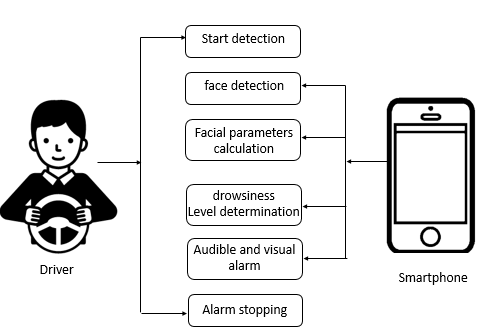 Start detection
face detection
Facial parameters
calculation
drowsiness
Level determination
Audible and visual
alarm
Alarm stopping
Driver
Smartphone